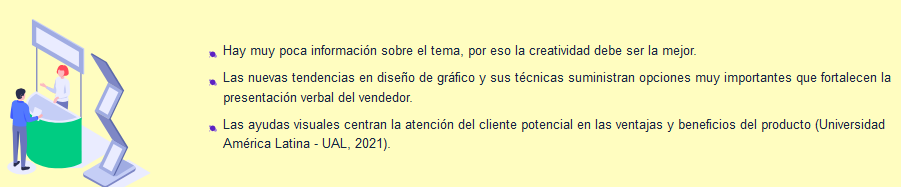 Hay muy poca información sobre el tema, por eso la creatividad debe ser la mejor.
Las nuevas tendencias en diseño de gráfico y sus técnicas suministran opciones muy importantes que fortalecen la
presentación verbal del vendedor.
Las ayudas visuales centran la atención del cliente potencial en las ventajas y beneficios del producto (Universidad
América Latina - UAL, 2021).